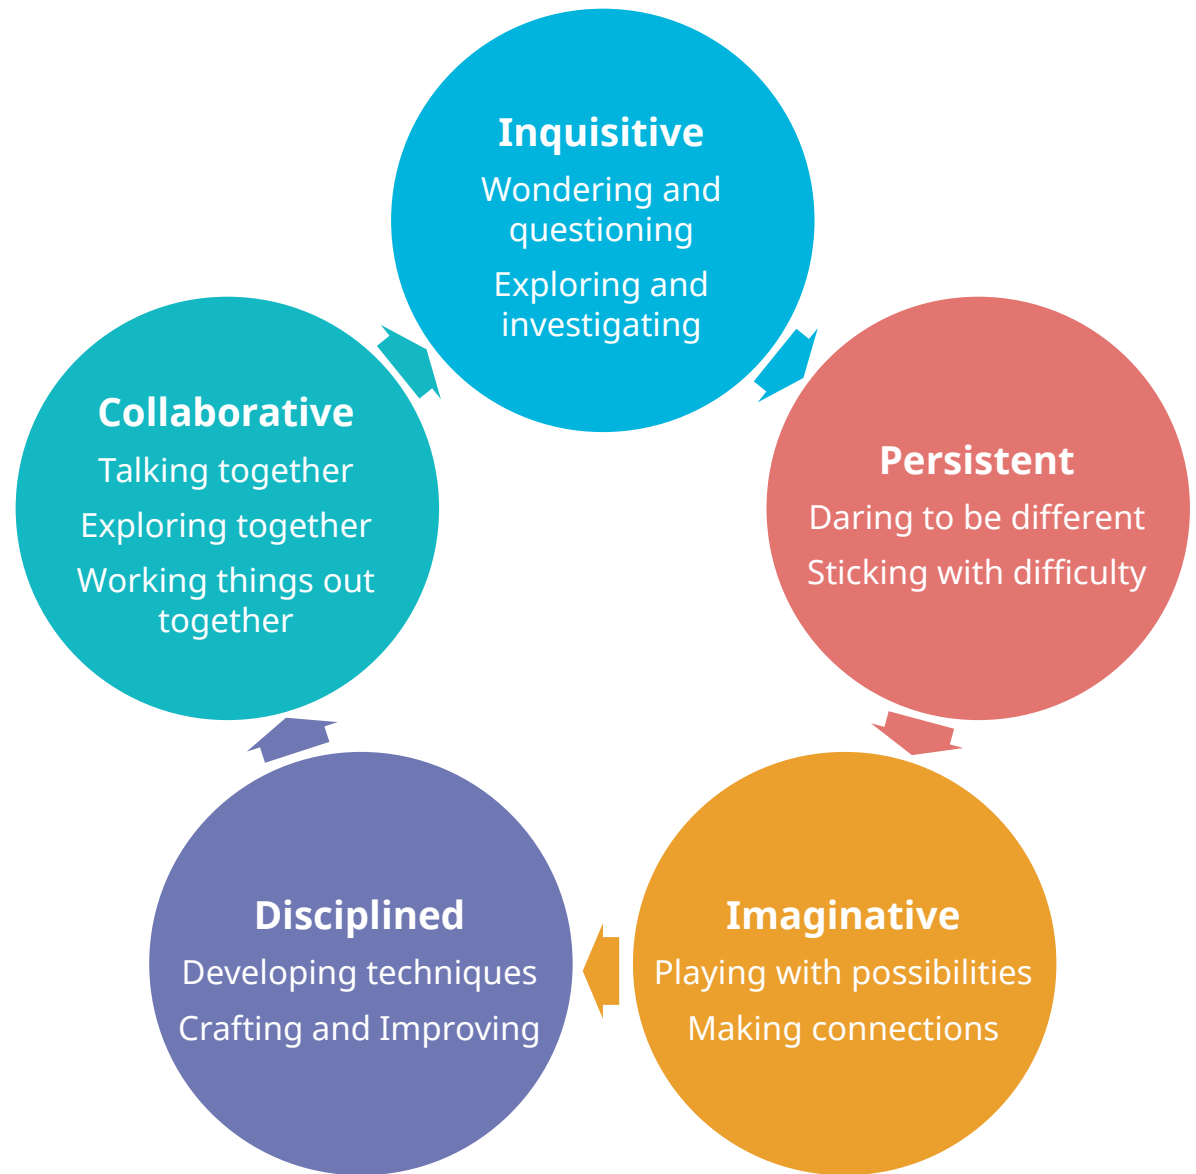 Inquisitive
Wondering and
questioning
Exploring and
investigating
Persistent
Daring to be different
Sticking with difficulty
Imaginative
Playing with possibilities
Making connections
Disciplined
Developing techniques
Crafting and Improving
Collaborative
Talking together
Exploring together
Working things out
together